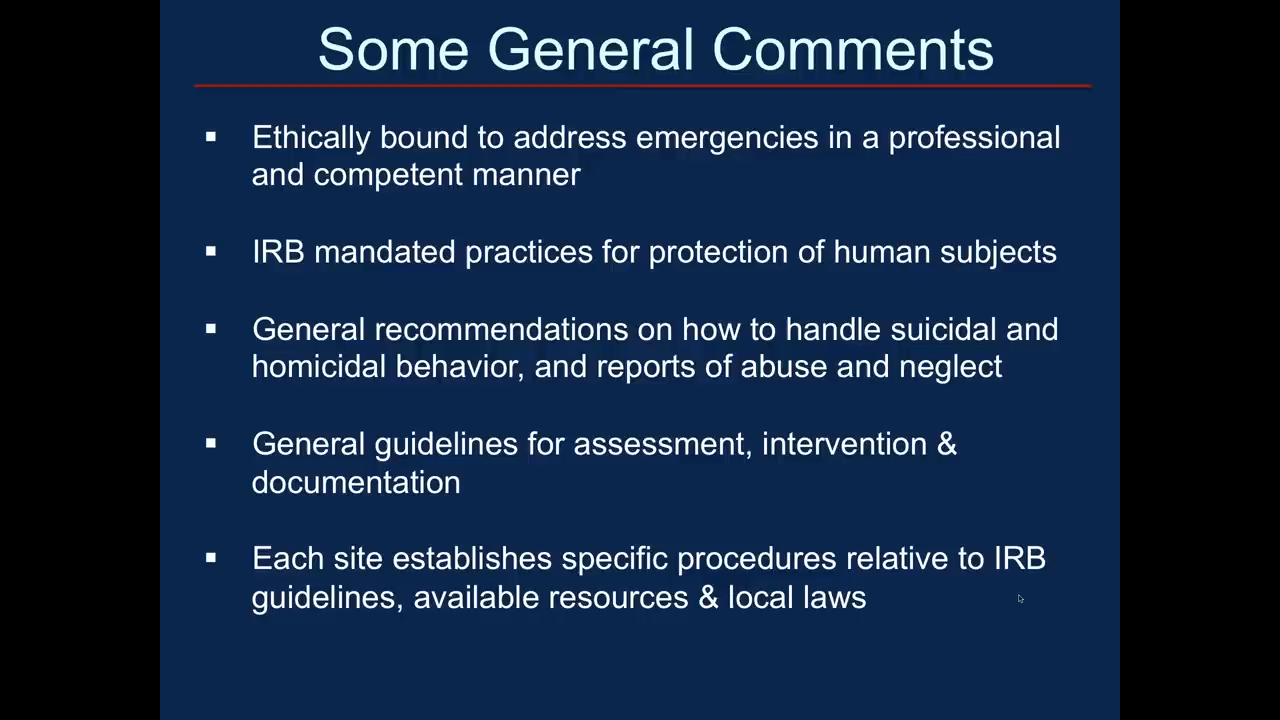 Some General Comments
▪ Ethically bound to address emergencies in a professional
and competent manner
▪ IRB mandated practices for protection of human subjects
▪ General recommendations on how to handle suicidal and
homicidal behavior, and reports of abuse and neglect
▪ General guidelines for assessment, intervention &
documentation
▪ Each site establishes specific procedures relative to IRB
guidelines, available resources & local laws